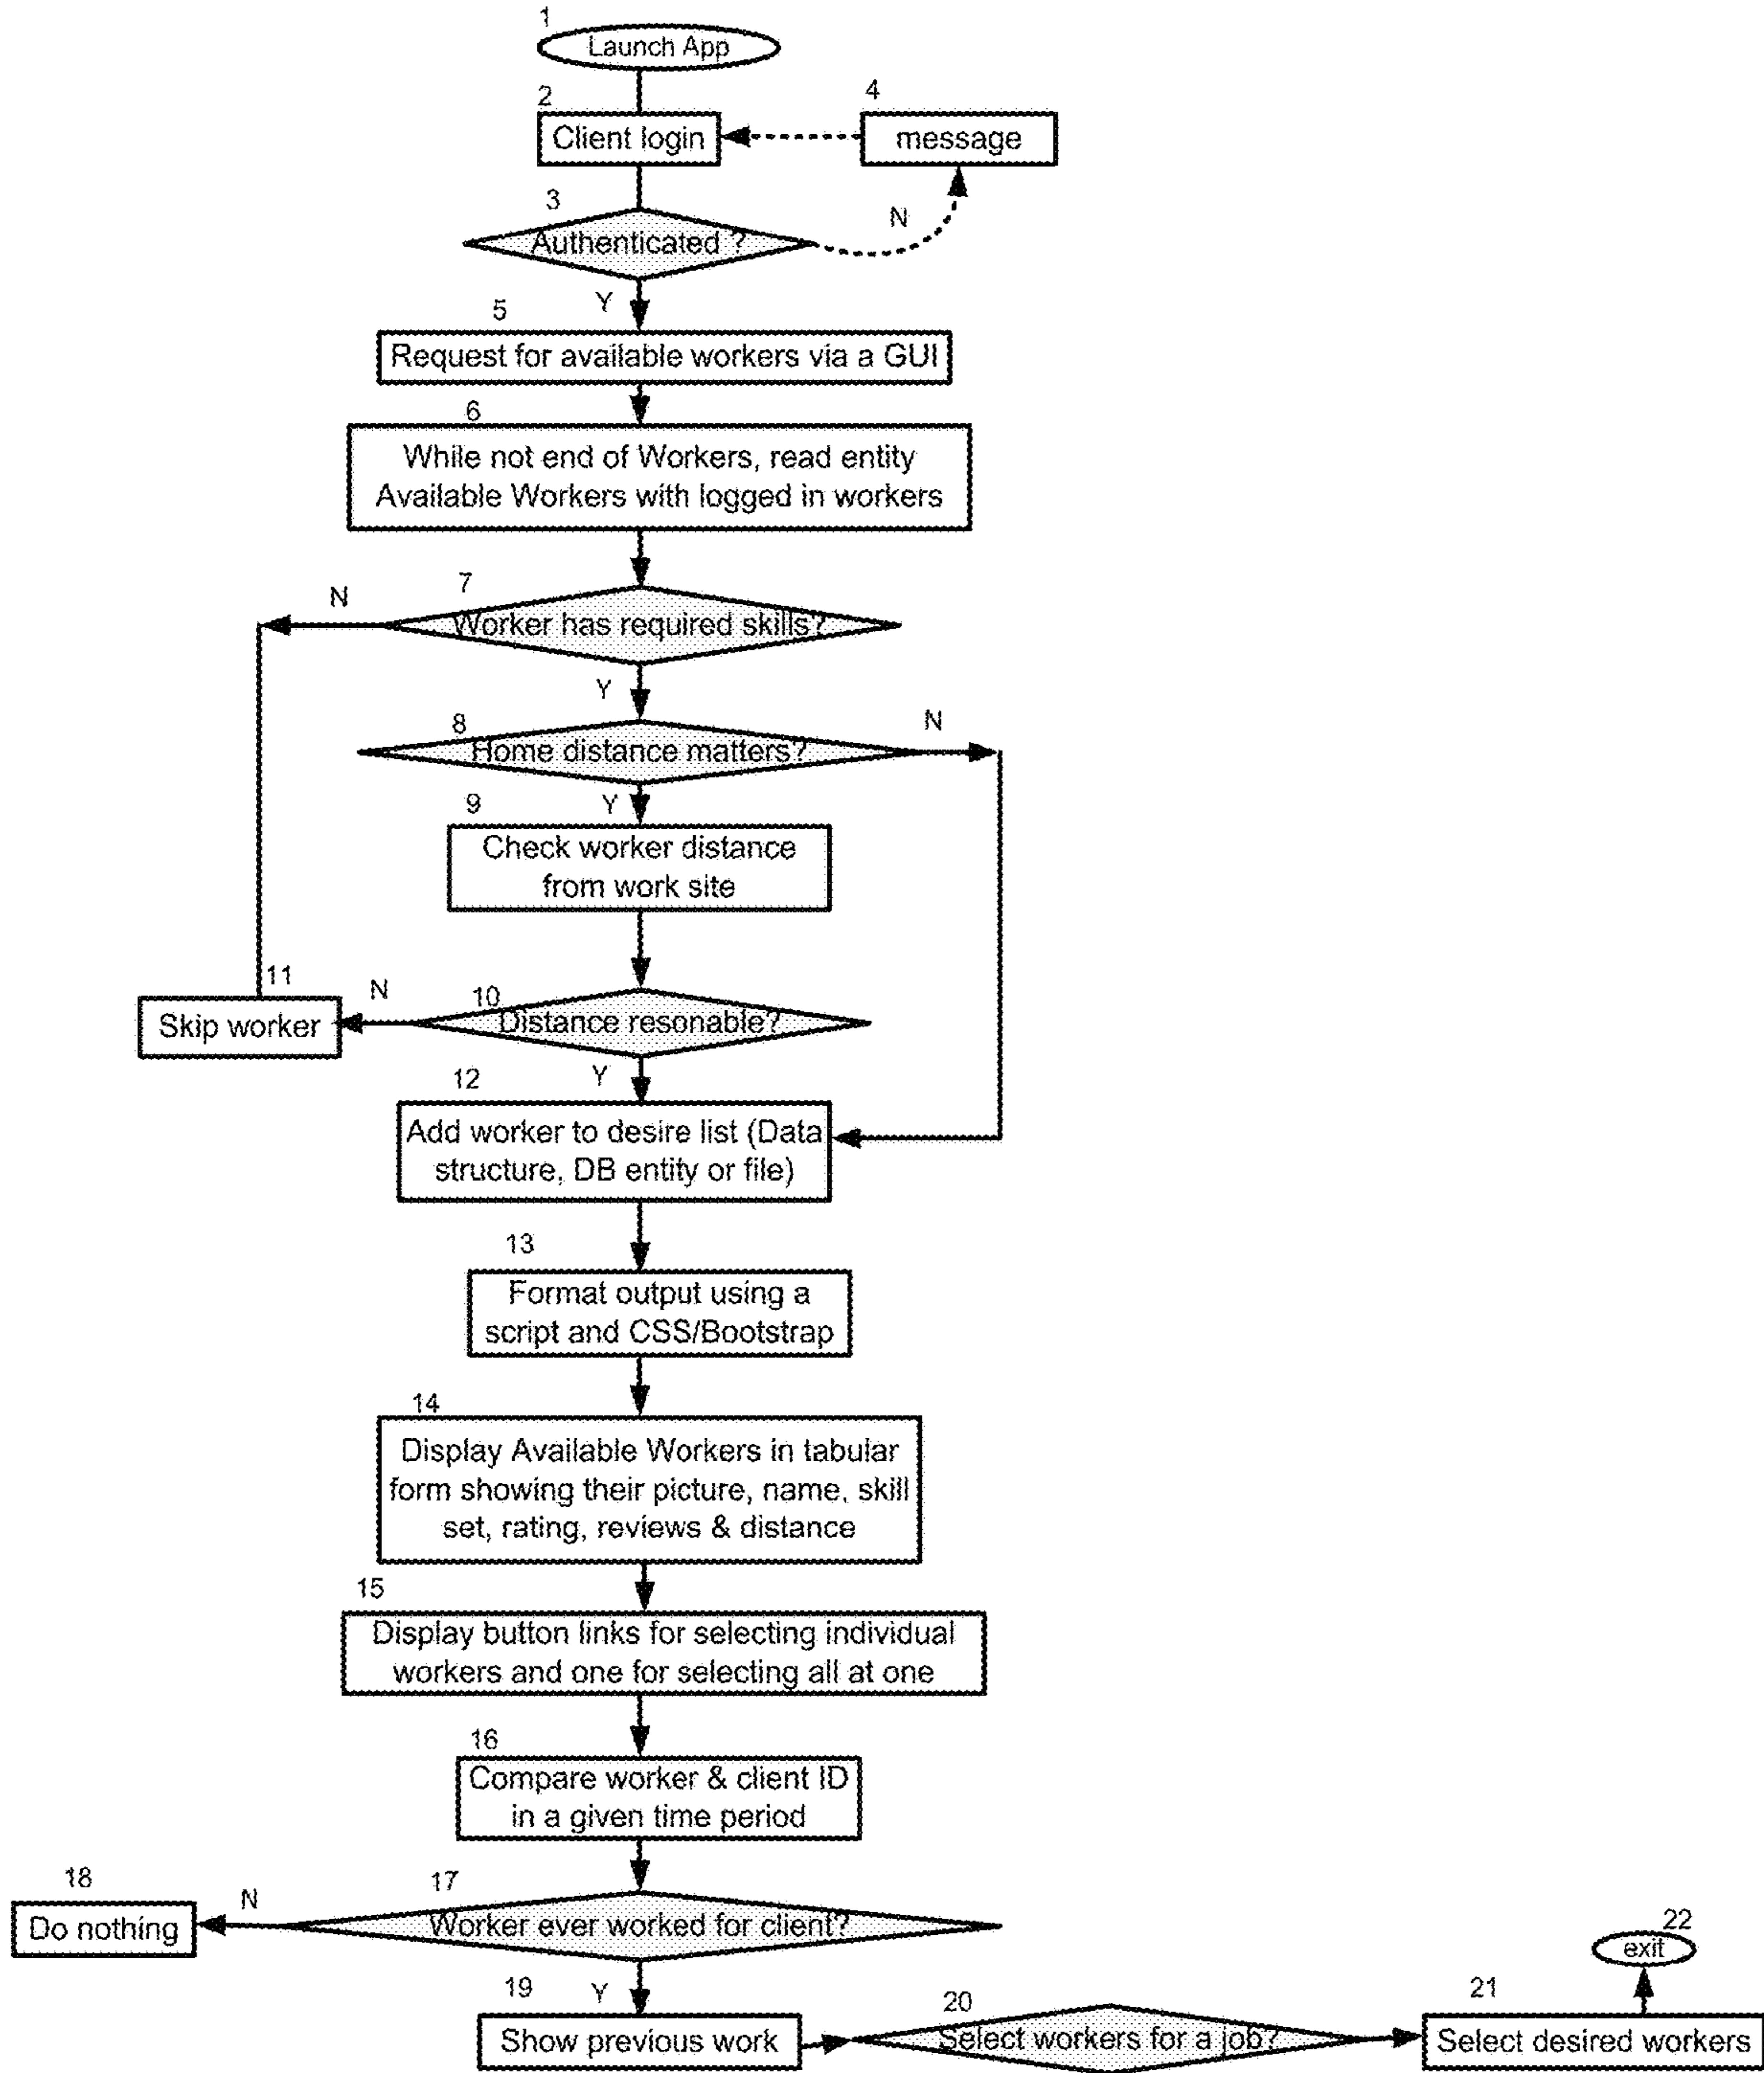 1
Launch App
2
Client login
4
message
3
Authenticated ?
N
Y
5
Request for available workers via a GUI
6
While not end of Workers, read entity
Available Workers with logged in workers
7
N
Worker has required skills?
Y
8
N
Home distance matters?
9
Y
Check worker distance
from work site
11
N
10
Skip worker
Distance resonable?
Y
12
Add worker to desire list (Data
structure, DB entity or file)
13
Format output using a
script and CSS/Bootstrap
14
Display Available Workers in tabular
form showing their picture, name, skill
set, rating, reviews & distance
15
Display button links for selecting individual
workers and one for selecting all at one
16
Compare worker & client ID
in a given time period
18
N
17
Do nothing
Worker ever worked for client?
22
exit
19
Y
20
21
Show previous work
Select workers for a job?
Select desired workers